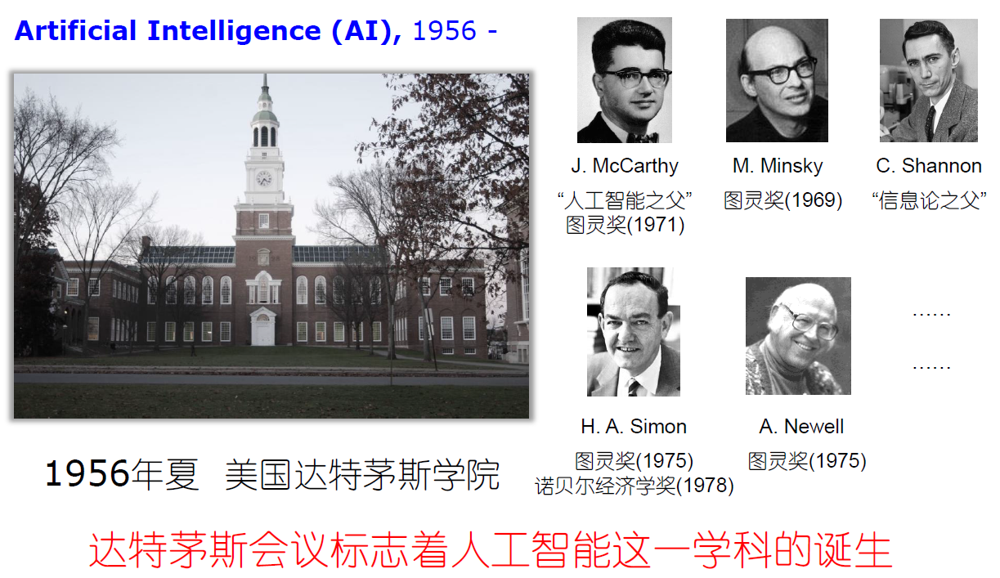 Artificial Intelligence (AI), 1956 -
J. McCarthy
“人工智能之父”
图灵奖(1971)
M. Minsky
图灵奖(1969)
C. Shannon
“信息论之父”
H. A. Simon
图灵奖(1975)
诺贝尔经济学奖(1978)
A. Newell
图灵奖(1975)
……
……
1956年夏 美国达特茅斯学院
达特茅斯会议标志着人工智能这一学科的诞生